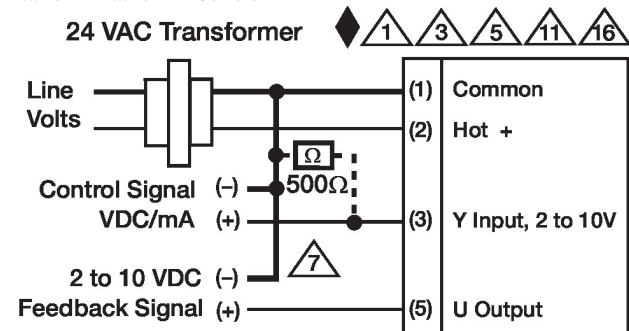 24 VAC Transformer
1 3 5 11 16
Line
Volts
(1) Common
(2) Hot +
Ω
500Ω
Control Signal (–)
VDC/mA (+)
(3) Y Input, 2 to 10V
7
2 to 10 VDC (–)
Feedback Signal (+)
(5) U Output